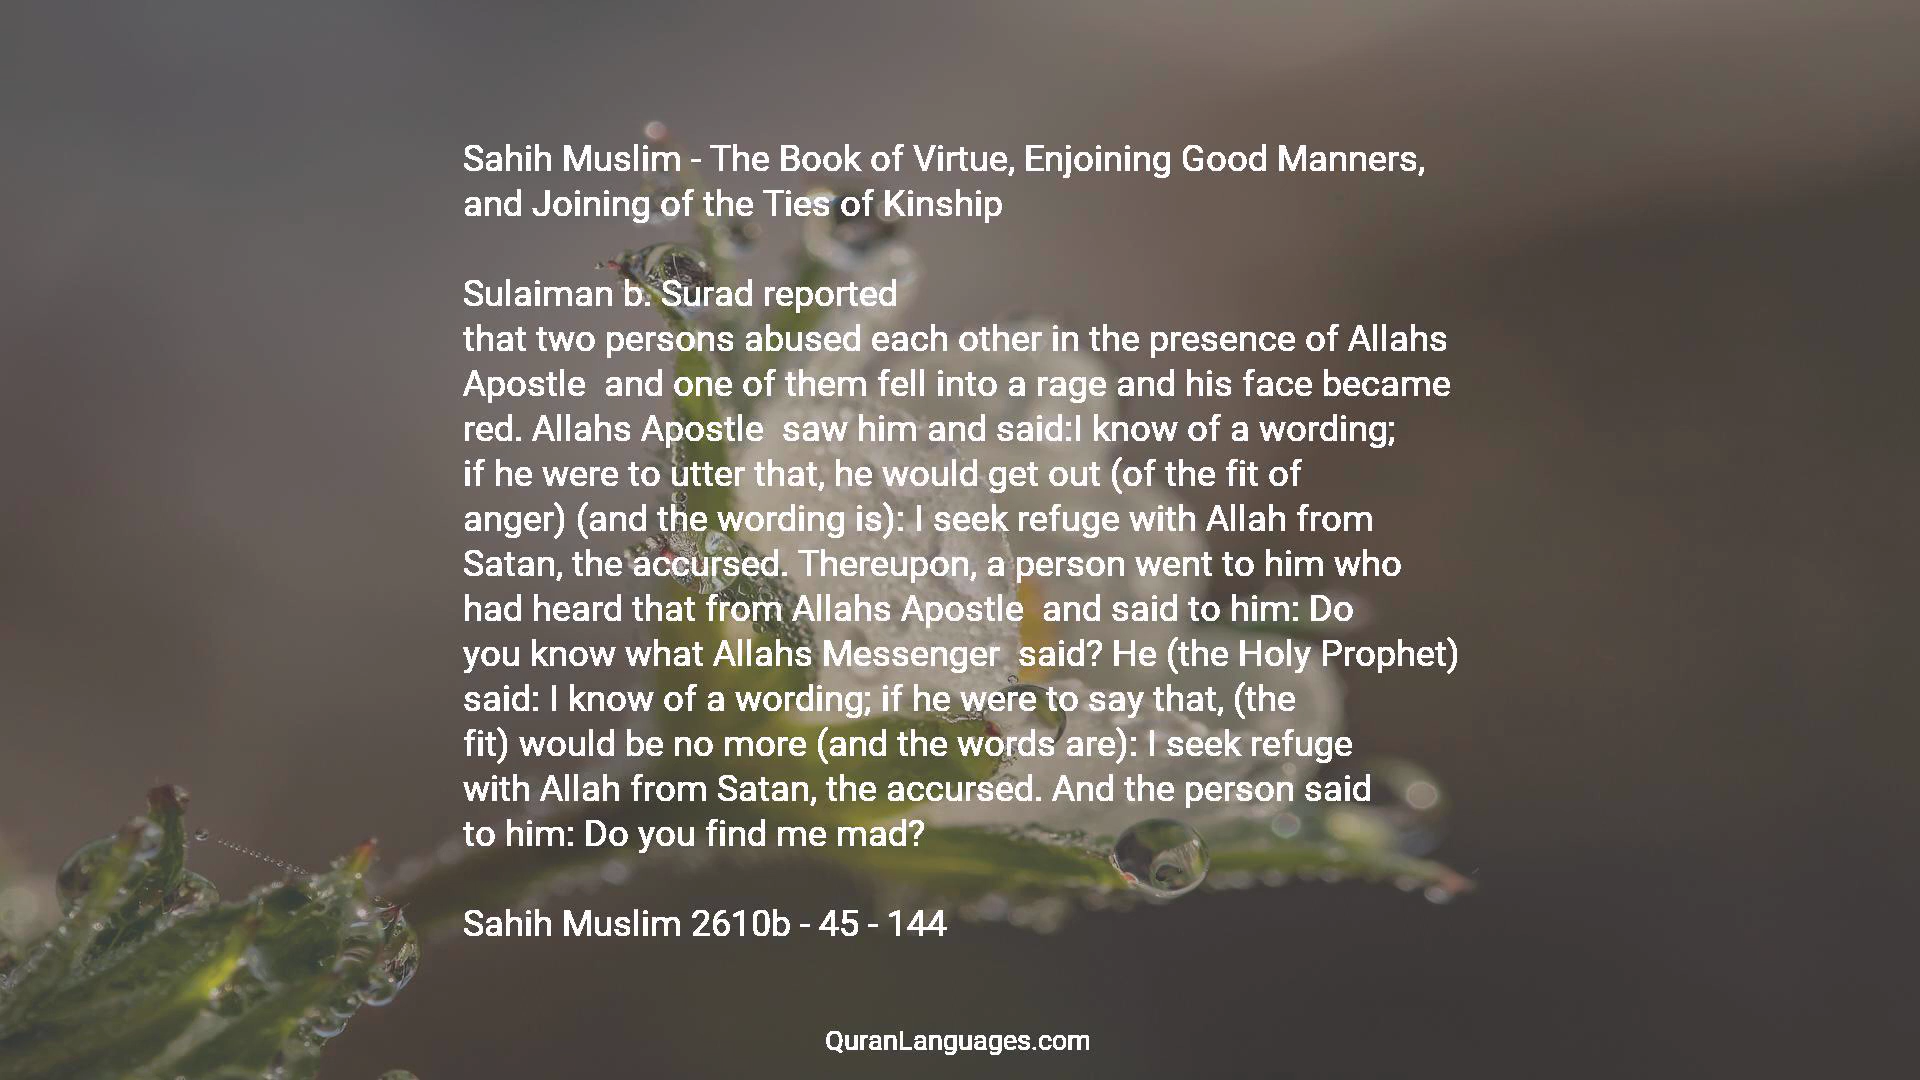 Sahih Muslim - The Book of Virtue, Enjoining Good Manners,
and Joining of the Ties of Kinship
Sulaiman b. Surad reported
that two persons abused each other in the presence of Allahs
Apostle  and one of them fell into a rage and his face became
red. Allahs Apostle  saw him and said:I know of a wording;
if he were to utter that, he would get out (of the fit of
anger) (and the wording is): I seek refuge with Allah from
Satan, the accursed. Thereupon, a person went to him who
had heard that from Allahs Apostle  and said to him: Do
you know what Allahs Messenger  said? He (the Holy Prophet)
said: I know of a wording; if he were to say that, (the
fit) would be no more (and the words are): I seek refuge
with Allah from Satan, the accursed. And the person said
to him: Do you find me mad?
Sahih Muslim 2610b - 45 - 144
QuranLanguages.com